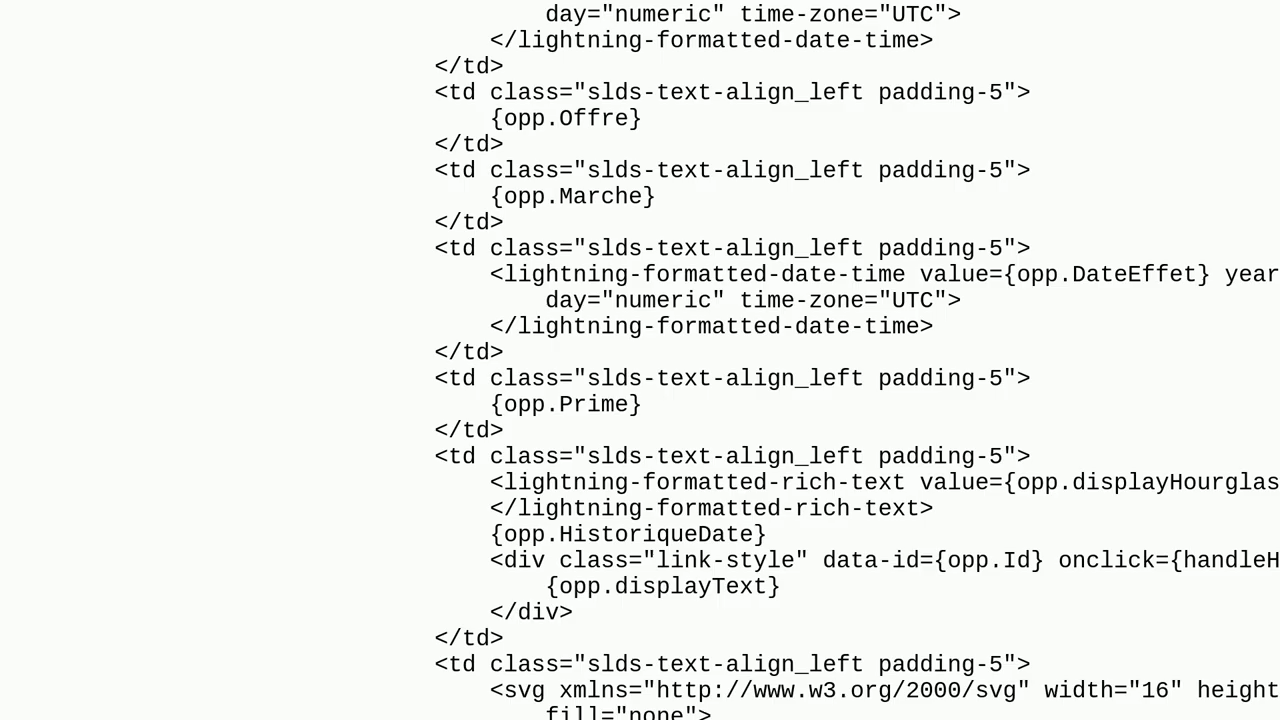 day="numeric" time-zone="UTC">
</lightning-formatted-date-time>
</td>
<td class="slds-text-align_left padding-5">
{opp.Offre}
</td>
<td class="slds-text-align_left padding-5">
{opp.Marche}
</td>
<td class="slds-text-align_left padding-5">
<lightning-formatted-date-time value={opp.DateEffet} year
day="numeric" time-zone="UTC">
</lightning-formatted-date-time>
</td>
<td class="slds-text-align_left padding-5">
{opp.Prime}
</td>
<td class="slds-text-align_left padding-5">
<lightning-formatted-rich-text value={opp.displayHourglas
</lightning-formatted-rich-text>
{opp.HistoriqueDate}
<div class="link-style" data-id={opp.Id} onclick={handleH
{opp.displayText}
</div>
</td>
<td class="slds-text-align_left padding-5">
<svg xmlns="http://www.w3.org/2000/svg" width="16" height
fill="none">